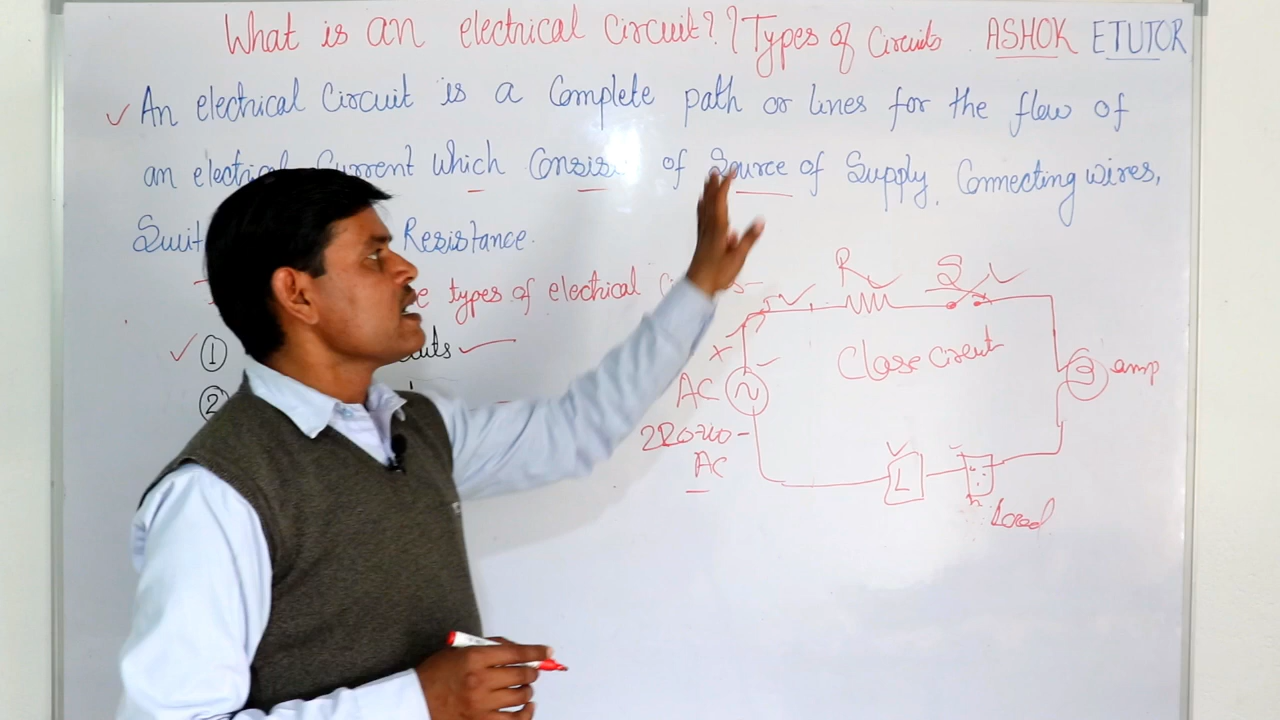 What is an electrical Circuit?? Types of Circuits ASHOK ETUTOR
An electrical Circuit is a Complete path or lines for the flow of
an electrical Current which Consis of Source of Supply, Connecting wires,
Swit Resistance.
types of electrical
①
②
R S
Close Circuit
AC
amp
AC
L
Load